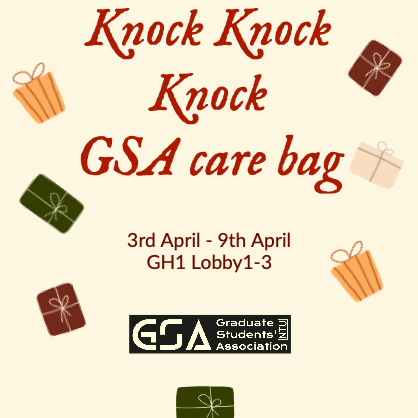 Knock Knock
Knock
GSA care bag
3rd April - 9th April
GH1 Lobby1-3
GSA Graduate
Students'
Association
NTU